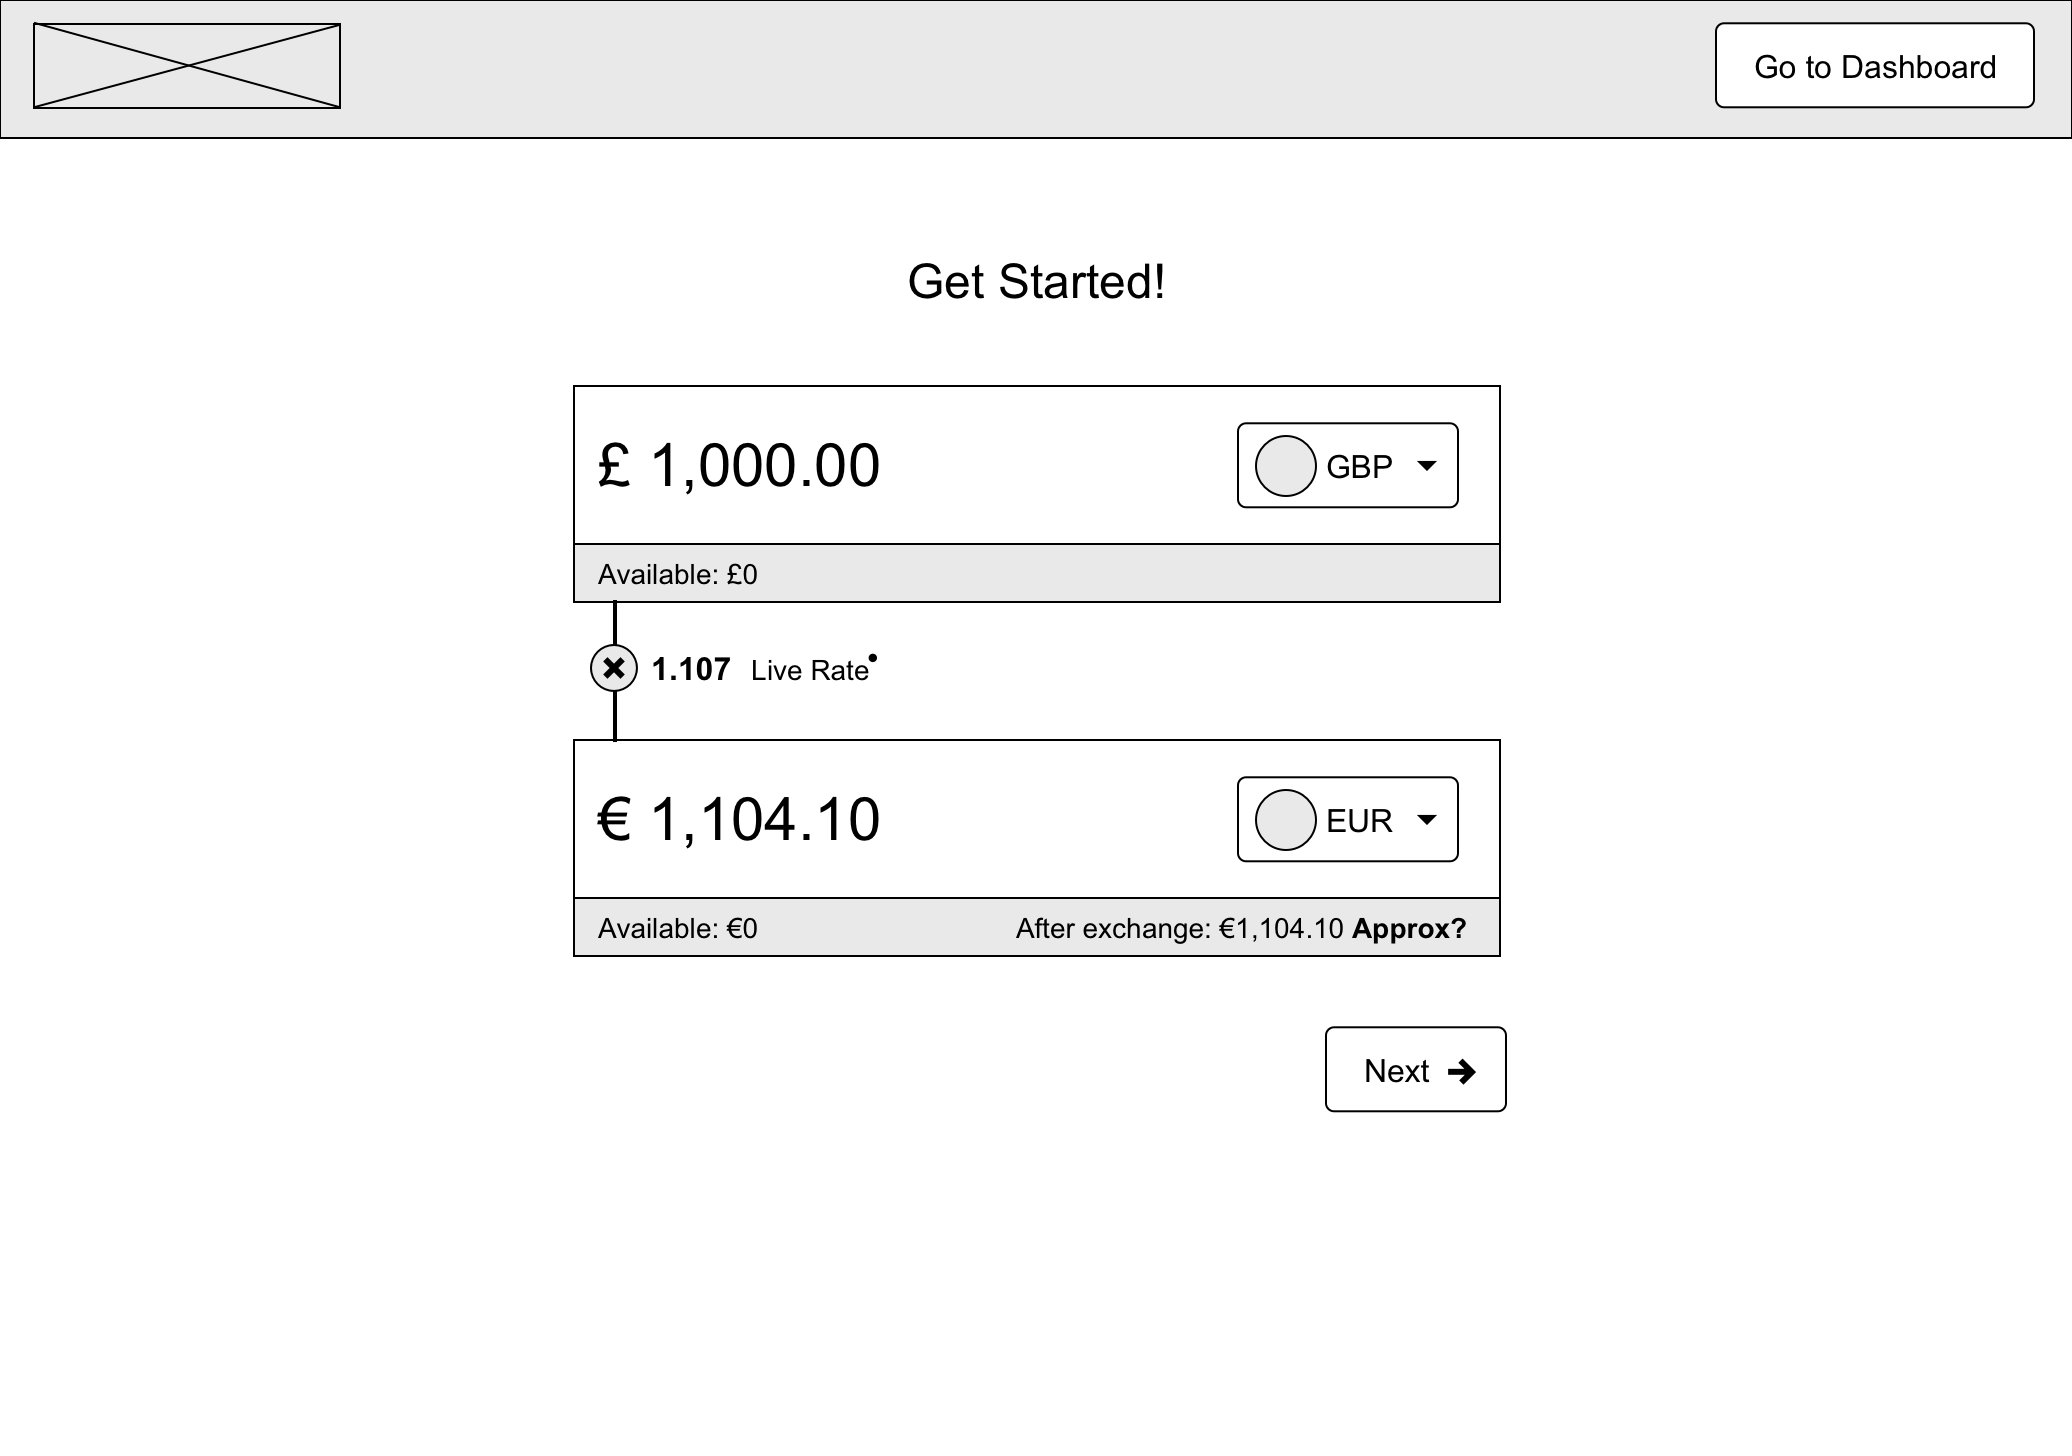 Go to Dashboard
Get Started!
£ 1,000.00
GBP
Available: £0
1.107 Live Rate
€ 1,104.10
EUR
Available: €0 After exchange: €1,104.10 Approx?
Next